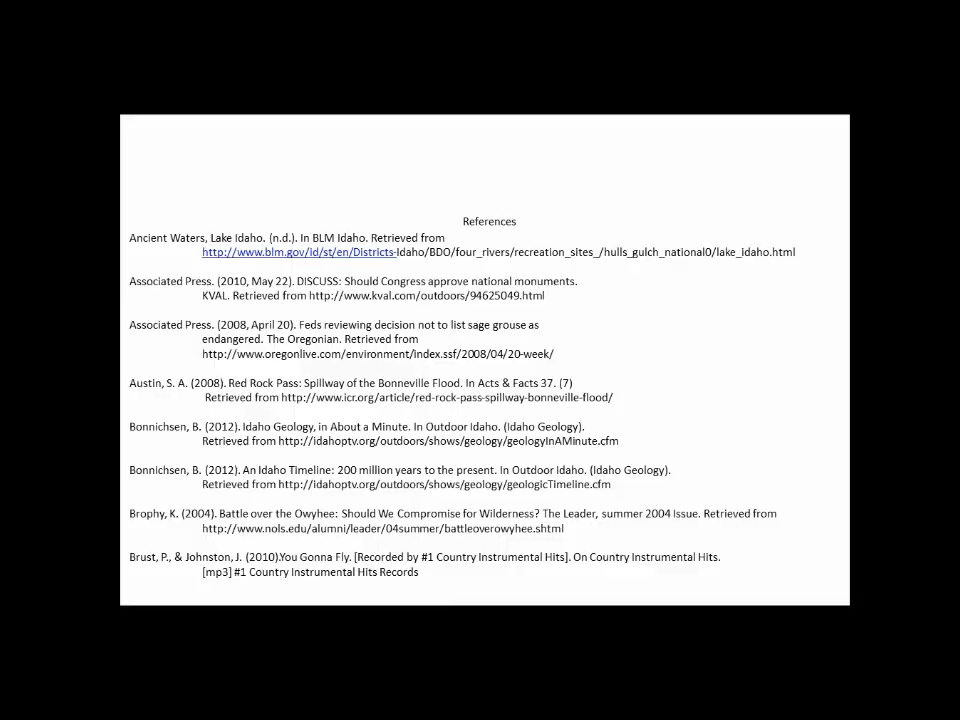 References
Ancient Waters, Lake Idaho. (n.d.). In BLM Idaho. Retrieved from
http://www.blm.gov/id/st/en/Districts-Idaho/BDO/four_rivers/recreation_sites_/hulls_gulch_national0/lake_idaho.html
Associated Press. (2010, May 22). DISCUSS: Should Congress approve national monuments.
KVAL. Retrieved from http://www.kval.com/outdoors/94625049.html
Associated Press. (2008, April 20). Feds reviewing decision not to list sage grouse as
endangered. The Oregonian. Retrieved from
http://www.oregonlive.com/environment/index.ssf/2008/04/20-week/
Austin, S. A. (2008). Red Rock Pass: Spillway of the Bonneville Flood. In Acts & Facts 37. (7)
Retrieved from http://www.icr.org/article/red-rock-pass-spillway-bonneville-flood/
Bonnichsen, B. (2012). Idaho Geology, in About a Minute. In Outdoor Idaho. (Idaho Geology).
Retrieved from http://idahoptv.org/outdoors/shows/geology/geologyInAMinute.cfm
Bonnichsen, B. (2012). An Idaho Timeline: 200 million years to the present. In Outdoor Idaho. (Idaho Geology).
Retrieved from http://idahoptv.org/outdoors/shows/geology/geologicTimeline.cfm
Brophy, K. (2004). Battle over the Owyhee: Should We Compromise for Wilderness? The Leader, summer 2004 Issue. Retrieved from
http://www.nols.edu/alumni/leader/04summer/battleoverowyhee.shtml
Brust, P., & Johnston, J. (2010).You Gonna Fly. [Recorded by #1 Country Instrumental Hits]. On Country Instrumental Hits.
[mp3] #1 Country Instrumental Hits Records